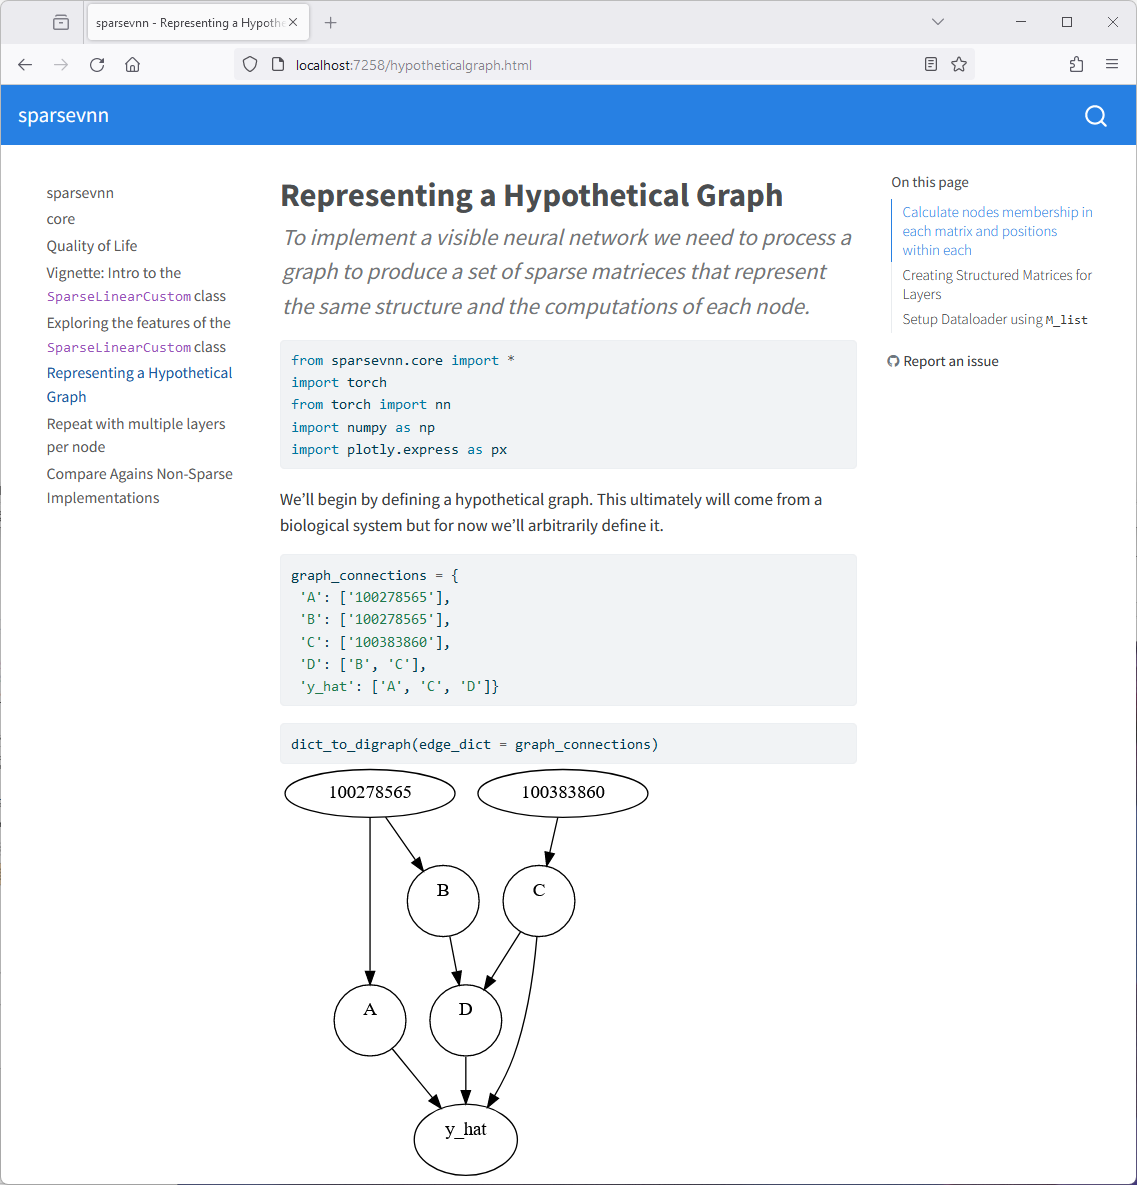 sparsevnn - Representing a Hypoth
localhost:7258/hypotheticalgraph.html
sparsevnn
sparsevnn
core
Quality of Life
Vignette: Intro to the
SparseLinearCustom class
Exploring the features of the
SparseLinearCustom class
Representing a Hypothetical
Graph
Repeat with multiple layers
per node
Compare Agains Non-Sparse
Implementations
Representing a Hypothetical Graph
To implement a visible neural network we need to process a
graph to produce a set of sparse matrieces that represent
the same structure and the computations of each node.
from sparsevnn.core import *
import torch
from torch import nn
import numpy as np
import plotly.express as px
We'll begin by defining a hypothetical graph. This ultimately will come from a
biological system but for now we'll arbitrarily define it.
graph_connections = {
'A': ['100278565'],
'B': ['100278565'],
'C': ['100383860'],
'D': ['B', 'C'],
'y_hat': ['A', 'C', 'D']}
dict_to_digraph(edge_dict = graph_connections)
100278565
100383860
B
C
A
D
y_hat
On this page
Calculate nodes membership in
each matrix and positions
within each
Creating Structured Matrices for
Layers
Setup Dataloader using M_list
Report an issue